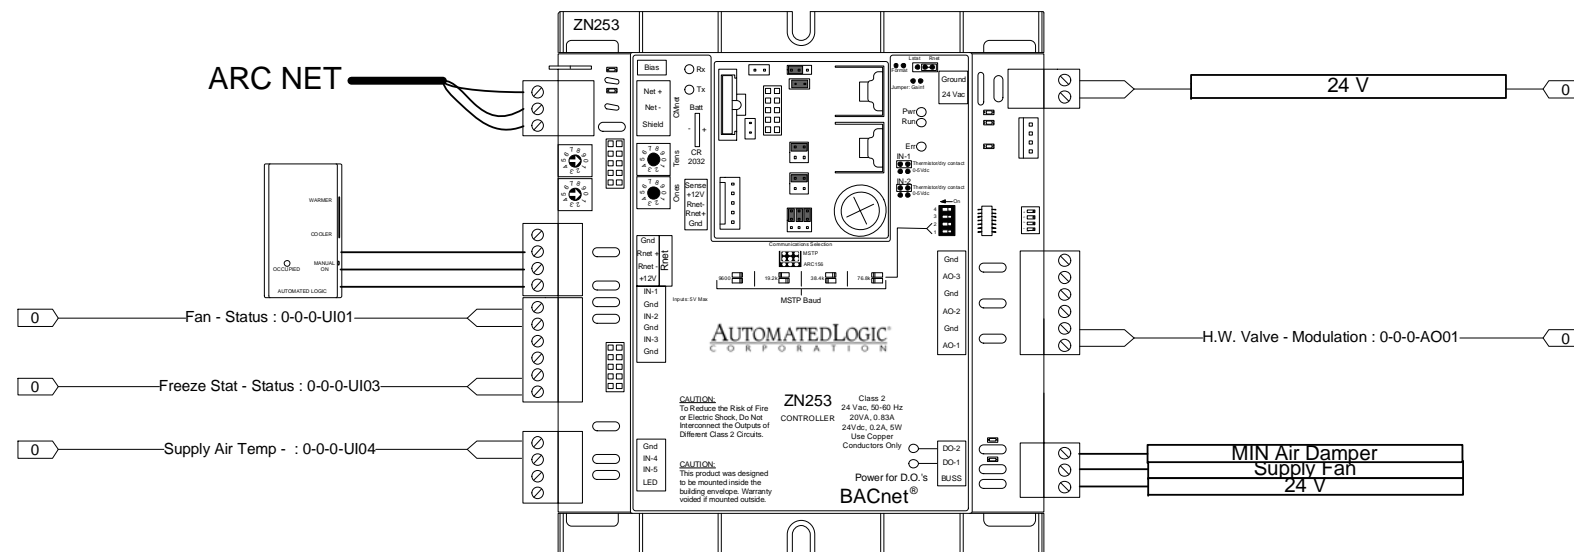 ZN253
ARC NET
Bias
Rx
Tx
Net +
Net -
Shield
CMnet
Batt
- +
CR
2032
Tens
Ones
Sense
+12V
Rnet-
Rnet+
Gnd
Format
Lstat Rnet
Jumper: Gainf
Ground
24 Vac
Pwr
Run
Err
IN-1
Thermistor/dry contact
0-5Vdc
IN-2
Thermistor/dry contact
0-5Vdc
On
4
3
2
1
24 V
0
WARMER
COOLER
OCCUPIED
MANUAL
ON
AUTOMATED LOGIC
Gnd
Rnet +
Rnet -
+12V
Rnet
Communications Selection
MSTP
ARC156
9600
19.2k
38.4k
76.8k
MSTP Baud
IN-1
Gnd
IN-2
Gnd
IN-3
Gnd
Inputs: 5V Max
AUTOMATEDLOGIC®
CORPORATION
Gnd
AO-3
Gnd
AO-2
Gnd
AO-1
0
Fan - Status : 0-0-0-UI01
H.W. Valve - Modulation : 0-0-0-AO01
0
0
Freeze Stat - Status : 0-0-0-UI03
0
Supply Air Temp -  : 0-0-0-UI04
CAUTION:
To Reduce the Risk of Fire
or Electric Shock, Do Not
Interconnect the Outputs of
Different Class 2 Circuits.
ZN253
CONTROLLER
Class 2
24 Vac, 50-60 Hz
20VA, 0.83A
24Vdc, 0.2A, 5W
Use Copper
Conductors Only
Gnd
IN-4
IN-5
LED
CAUTION:
This product was designed
to be mounted inside the
building envelope. Warranty
voided if mounted outside.
DO-2
DO-1
BUSS
Power for D.O.'s
BACnet®
MIN Air Damper
Supply Fan
24 V